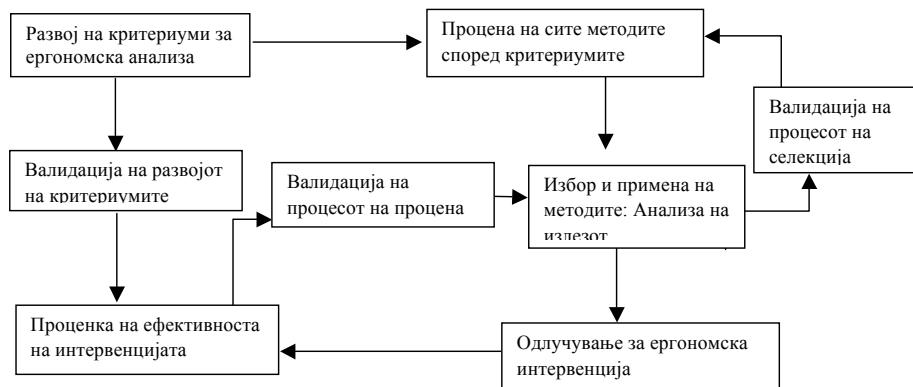 Развој на критериуми за
ергономска анализа
Процена на сите методите
според критериумите
Валидација на
процесот на
селекција
Валидација на развојот
на критериумите
Валидација на
процесот на процена
Избор и примена на
методите: Анализа на
излезот
Проценка на ефективноста
на интервенцијата
Одлучување за ергономска
интервенција